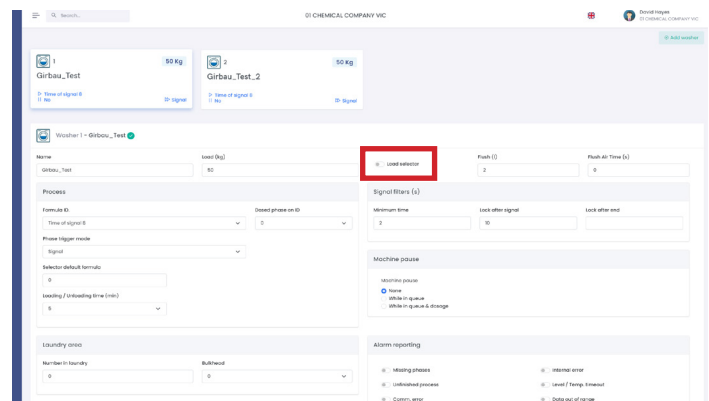 Search...
01 CHEMICAL COMPANY VIC
David Hayes
01 CHEMICAL COMPANY VIC
Add washer
1
50 Kg
Girbau_Test
Time of signal 8
No
Signal
2
50 Kg
Girbau_Test_2
Time of signal 8
No
Signal
Washer 1 - Girbau_Test
Name
Load (kg)
Load selector
Flush (l)
Flush Air Time (s)
Girbau_Test
50
2
Process
Signal filters (s)
Formula ID.
Dosed phase on ID
Minimum time
Lock after signal
Lock after end
Time of signal 8
2
10
Phase trigger mode
Signal
Machine pause
Selector default formula
0
Machine pause
None
Loading / Unloading time (min)
While in queue
5
While in queue & dosage
Laundry area
Alarm reporting
Number in laundry
Bulkhead
0
0
Missing phases
Internal error
Unfinished process
Level / Temp. timeout
Comm. error
Data out of range